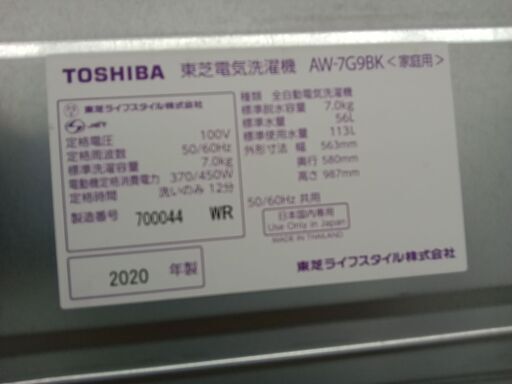 TOSHIBA 東芝電気洗濯機 AW-7G9BK<家庭用>
東芝ライフスタイル株式会社
定格電圧 100V
定格周波数 50/60Hz
標準洗濯容量 7.0kg
電動機定格消費電力 370/450W
定格時間 洗いのみ 12分
製造番号 700044 WR
2020 年製
種類 全自動電気洗濯機
標準脱水容量 7.0kg
標準水量 56L
標準使用水量 113L
外形寸法 幅 563mm
奥行 580mm
高さ 987mm
50/60Hz 共用
日本国内専用
Use Only in Japan
MADE IN THAILAND
東芝ライフスタイル株式会社